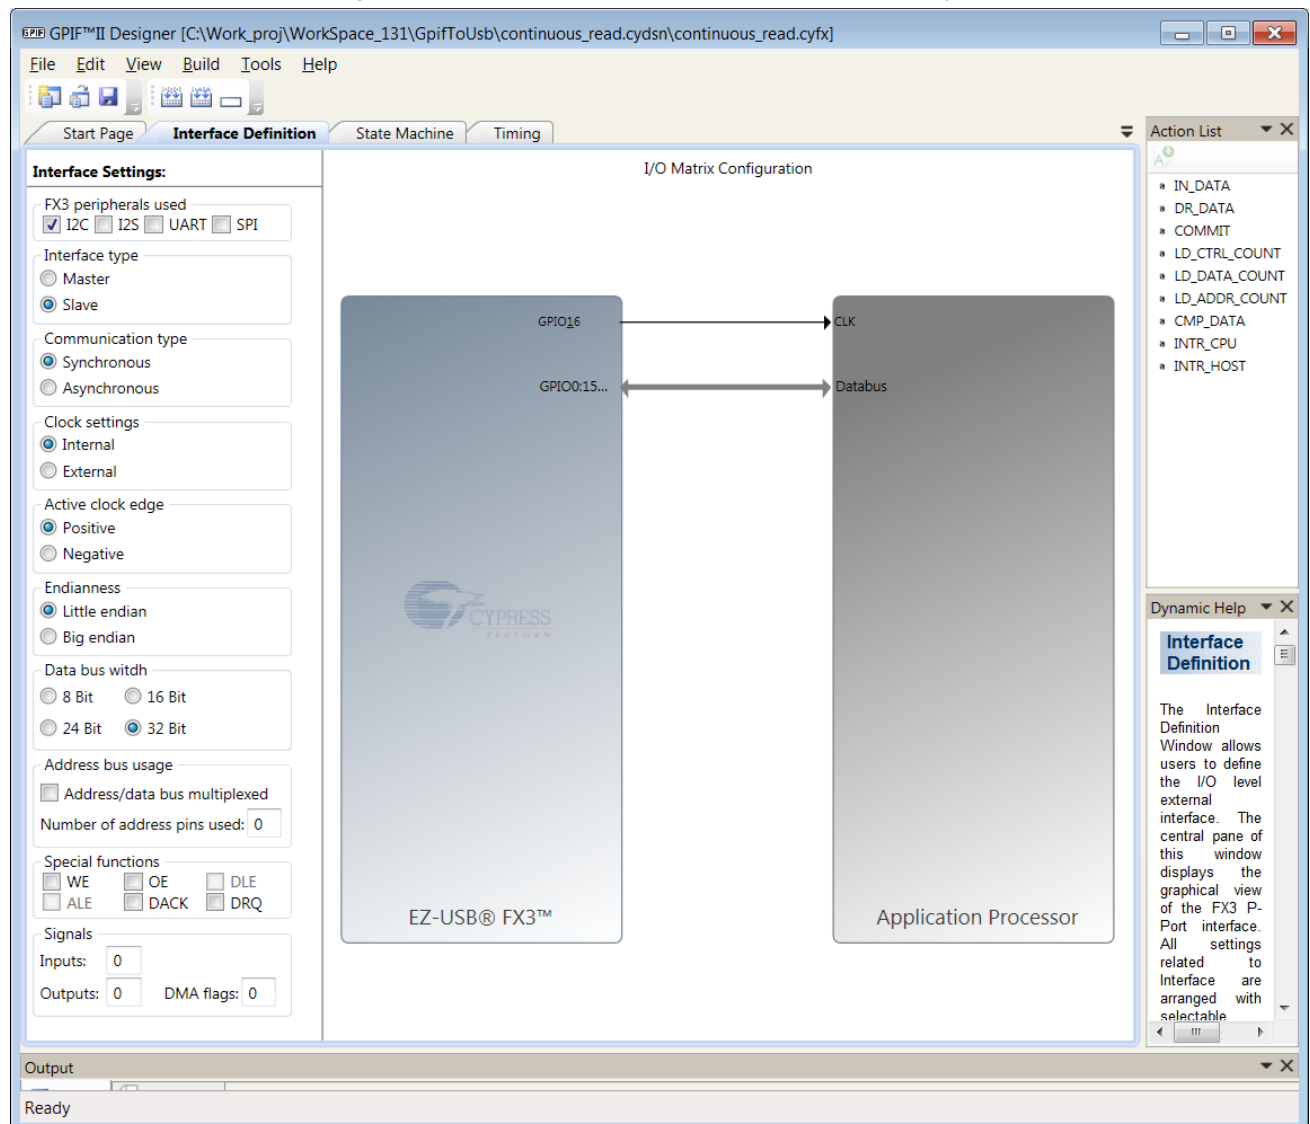 GPIF GPIF™II Designer [C:\Work_proj\WorkSpace_131\GpifToUsb\continuous_read.cydsn\continuous_read.cyfx]
File Edit View Build Tools Help
Start Page Interface Definition State Machine Timing
Interface Settings:
FX3 peripherals used
I2C I2S UART SPI
Interface type
Master
Slave
Communication type
Synchronous
Asynchronous
Clock settings
Internal
External
Active clock edge
Positive
Negative
Endianness
Little endian
Big endian
Data bus witdh
8 Bit 16 Bit
24 Bit 32 Bit
Address bus usage
Address/data bus multiplexed
Number of address pins used: 0
Special functions
WE OE DLE
ALE DACK DRQ
Signals
Inputs: 0
Outputs: 0 DMA flags: 0
I/O Matrix Configuration
GPIO16 CLK
GPIO0:15... Databus
CYPRESS
PERFORM
EZ-USB® FX3™
Application Processor
Action List
IN_DATA
DR_DATA
COMMIT
LD_CTRL_COUNT
LD_DATA_COUNT
LD_ADDR_COUNT
CMP_DATA
INTR_CPU
INTR_HOST
Dynamic Help
Interface
Definition
The Interface
Definition
Window allows
users to define
the I/O level
external
interface. The
central pane of
this window
displays the
graphical view
of the FX3 P-
Port interface.
All settings
related to
Interface are
arranged with
selectable
Output
Ready